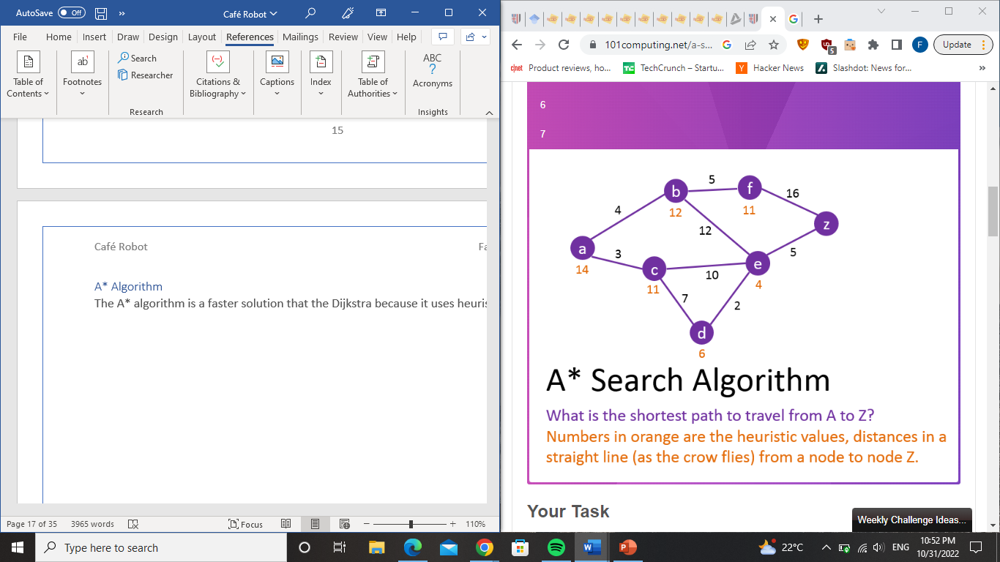 AutoSave Off » Café Robot
File Home Insert Draw Design Layout References Mailings Review View Help
Table of Contents
Footnotes
Search
Researcher
Research
Citations & Bibliography
Captions
Index
Table of Authorities
ABC
?
Acronyms
Insights
15
Café Robot Fa
A* Algorithm
The A* algorithm is a faster solution that the Dijkstra because it uses heuris
Page 17 of 35 3965 words Focus 110%
101computing.net/a-s... G 5 F Update
c|net Product reviews, ho... TC TechCrunch – Startu... Y Hacker News Slashdot: News for... »
6
7
b 5 f 16
4 12 11
12 z
a 3 5
14 c 10 e
11 7 2 4
d
6
A* Search Algorithm
What is the shortest path to travel from A to Z?
Numbers in orange are the heuristic values, distances in a
straight line (as the crow flies) from a node to node Z.
Your Task
Weekly Challenge Ideas...
Type here to search
22°C ENG 10:52 PM
10/31/2022